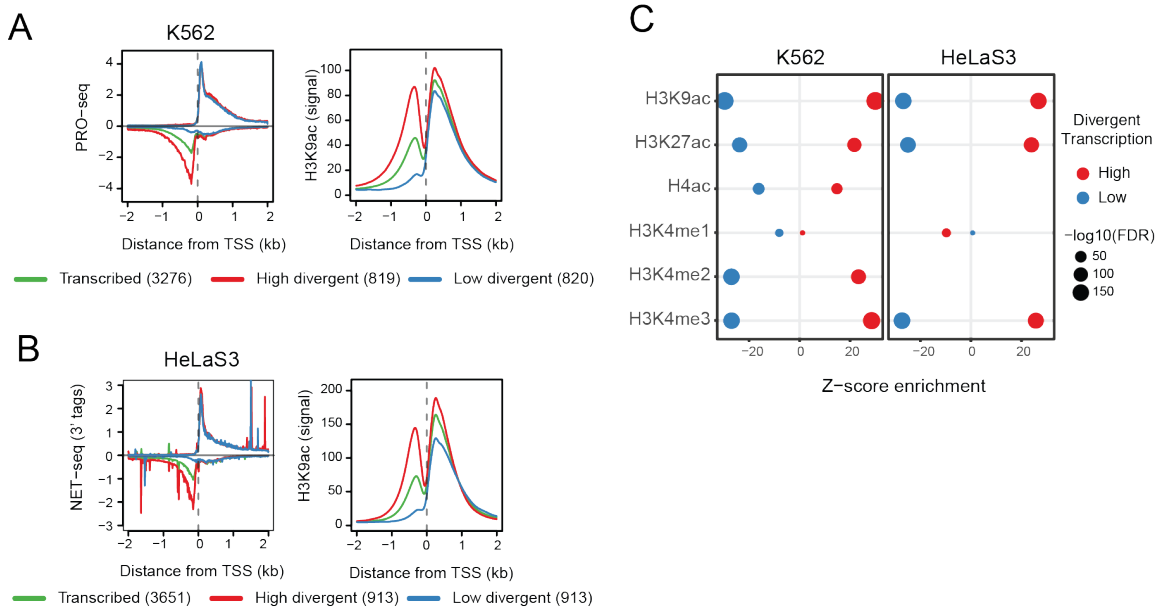 A
K562
PRO−seq
4
2
0
−2
−4
−2 −1 0 1 2
Distance from TSS (kb)
H3K9ac (signal)
100
80
60
40
20
0
−2 −1 0 1 2
Distance from TSS (kb)
Transcribed (3276) High divergent (819) Low divergent (820)
B
HeLaS3
NET−seq (3' tags)
3
2
1
0
−1
−2
−3
−2 −1 0 1 2
Distance from TSS (kb)
H3K9ac (signal)
200
150
100
50
0
−2 −1 0 1 2
Distance from TSS (kb)
Transcribed (3651) High divergent (913) Low divergent (913)
C
K562 HeLaS3
H3K9ac
H3K27ac
H4ac
H3K4me1
H3K4me2
H3K4me3
−20 0 20 −20 0 20
Z−score enrichment
Divergent
Transcription
High
Low
−log10(FDR)
50
100
150